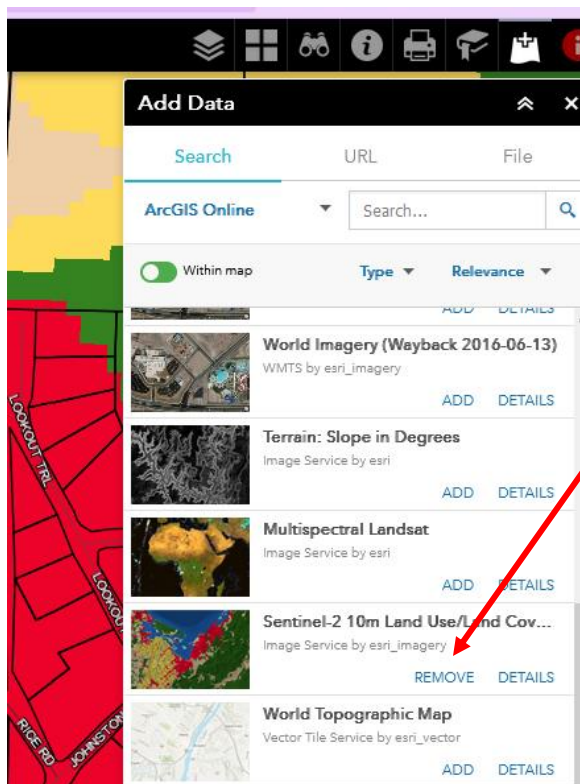 Add Data
Search URL File
ArcGIS Online Search...
Within map Type Relevance
ADD DETAILS
World Imagery (Wayback 2016-06-13)
WMTS by esri_imagery
ADD DETAILS
Terrain: Slope in Degrees
Image Service by esri
ADD DETAILS
Multispectral Landsat
Image Service by esri
ADD DETAILS
Sentinel-2 10m Land Use/Land Cov...
Image Service by esri_imagery
REMOVE DETAILS
World Topographic Map
Vector Tile Service by esri_vector
ADD DETAILS
LOOKOUT TRL
RICE RD